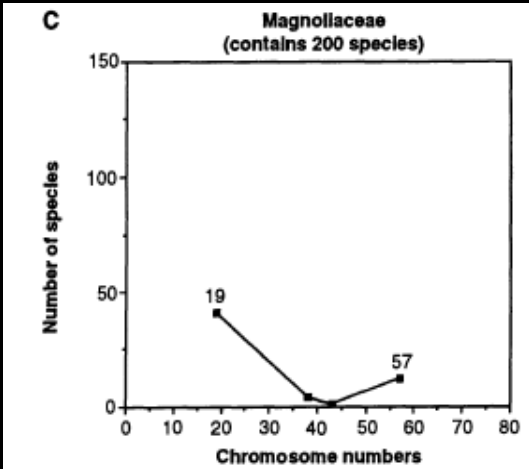 C
Magnoliaceae
(contains 200 species)
150
100
50
0
Number of species
19
57
0 10 20 30 40 50 60 70 80
Chromosome numbers